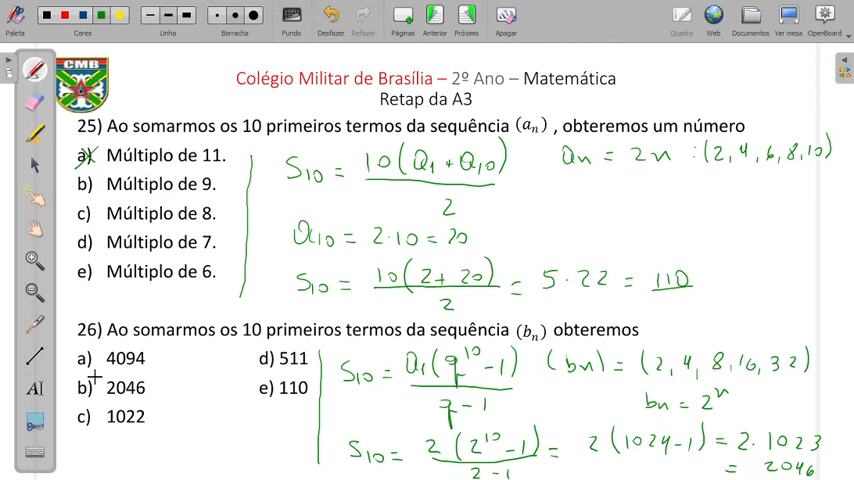 Paleta Cores Linha Borracha Fundo Desfazer Refazer Páginas Anterior Próximo Apagar Quadro Web Documentos Ver mesa OpenBoard
CMB
Colégio Militar de Brasília – 2º Ano – Matemática
Retap da A3
25) Ao somarmos os 10 primeiros termos da sequência (aₙ) , obteremos um número
a) Múltiplo de 11.
b) Múltiplo de 9.
c) Múltiplo de 8.
d) Múltiplo de 7.
e) Múltiplo de 6.
S₁₀ = 10(a₁ + a₁₀) / 2
an = 2n : (2, 4, 6, 8, 10)
a₁₀ = 2·10 = 20
S₁₀ = 10(2 + 20) / 2 = 5 · 22 = 110
26) Ao somarmos os 10 primeiros termos da sequência (bₙ) obteremos
a) 4094
b) 2046
c) 1022
d) 511
e) 110
S₁₀ = a₁(q¹⁰ - 1) / q - 1
(bn) = (2, 4, 8, 16, 32)
bn = 2ⁿ
S₁₀ = 2(2¹⁰ - 1) / 2 - 1 = 2(1024 - 1) = 2·1023
= 2046
AI